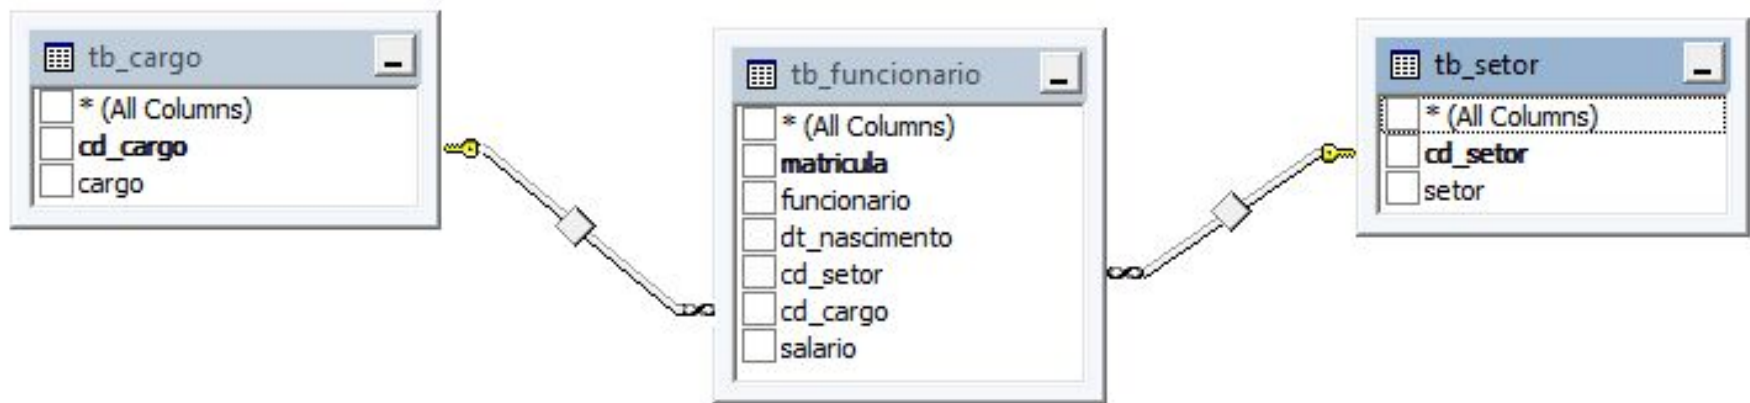 tb_cargo
* (All Columns)
cd_cargo
cargo
tb_funcionario
* (All Columns)
matricula
funcionario
dt_nascimento
cd_setor
cd_cargo
salario
tb_setor
* (All Columns)
cd_setor
setor